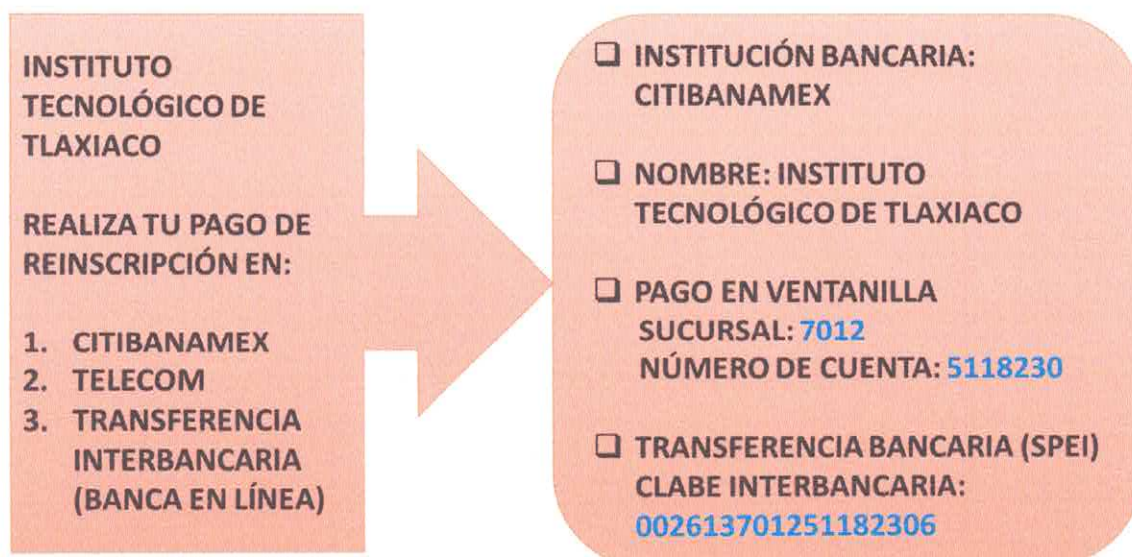 INSTITUTO
TECNOLÓGICO DE
TLAXIACO
REALIZA TU PAGO DE
REINSCRIPCIÓN EN:
1. CITIBANAMEX
2. TELECOM
3. TRANSFERENCIA
INTERBANCARIA
(BANCA EN LÍNEA)
❑ INSTITUCIÓN BANCARIA:
CITIBANAMEX
❑ NOMBRE: INSTITUTO
TECNOLÓGICO DE TLAXIACO
❑ PAGO EN VENTANILLA
SUCURSAL: 7012
NÚMERO DE CUENTA: 5118230
❑ TRANSFERENCIA BANCARIA (SPEI)
CLABE INTERBANCARIA:
002613701251182306